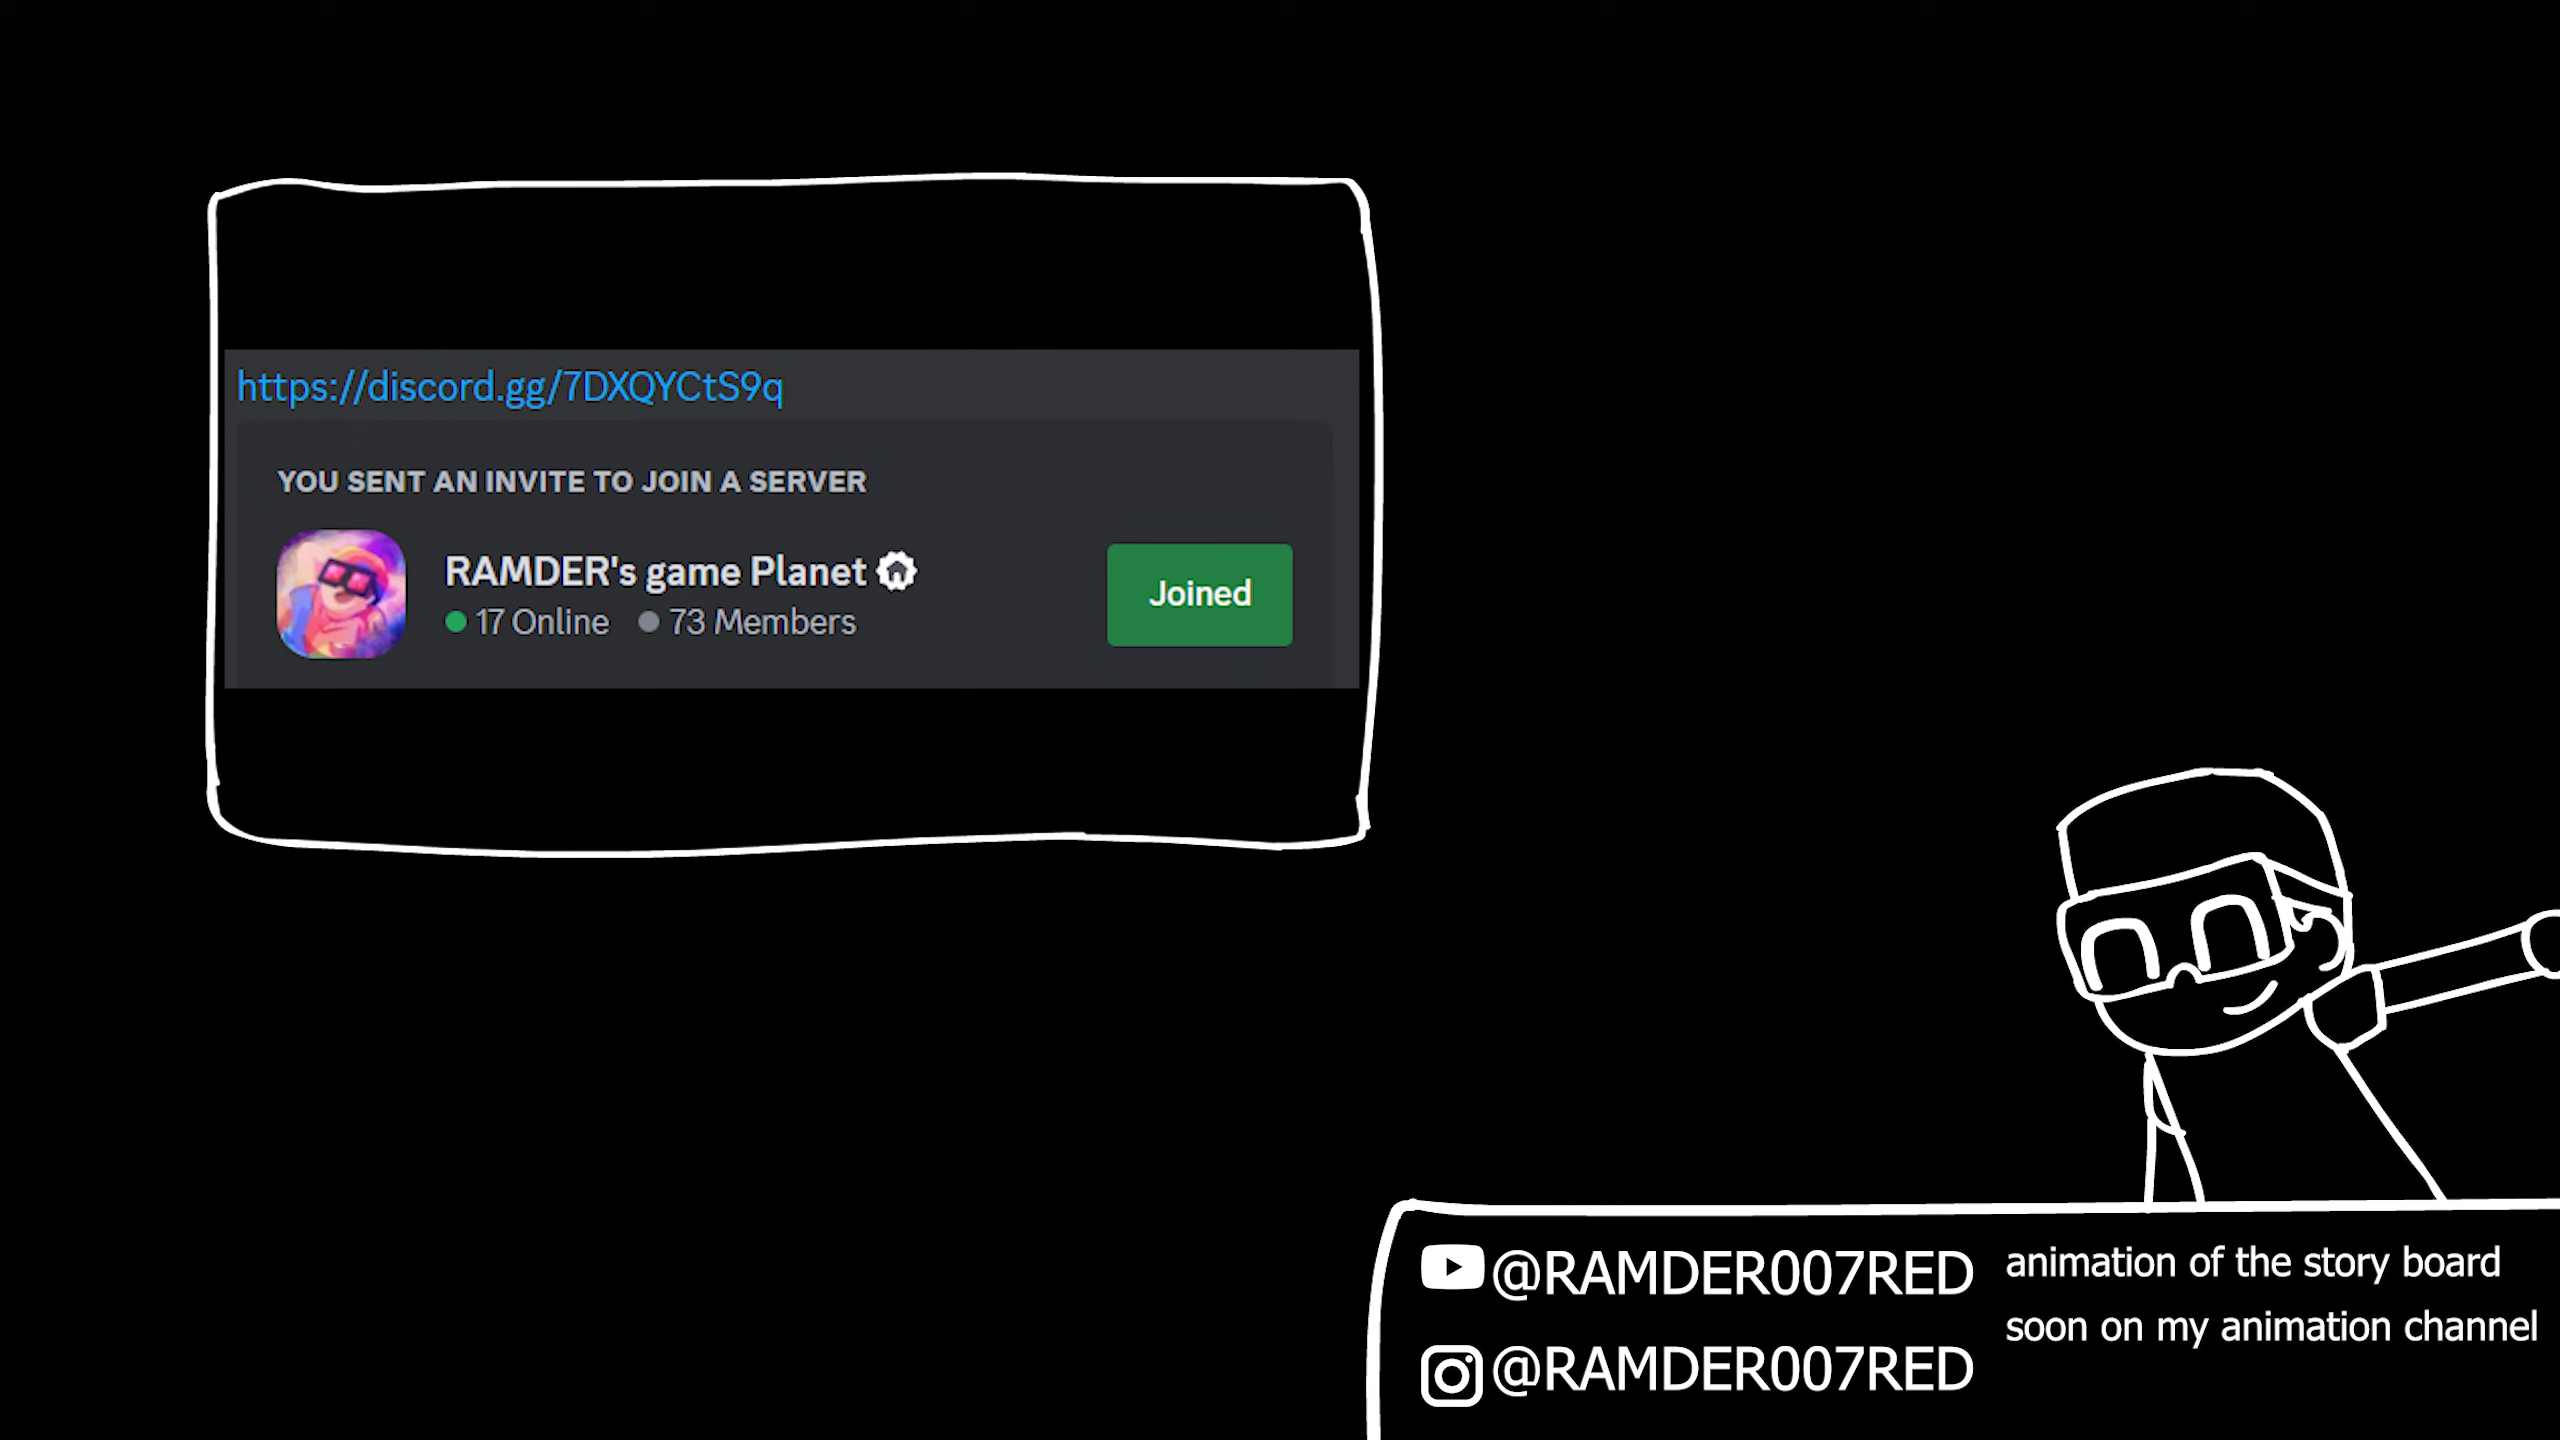 https://discord.gg/7DXQYCtS9q
YOU SENT AN INVITE TO JOIN A SERVER
RAMDER's game Planet
17 Online 73 Members
Joined
@RAMDER007RED
@RAMDER007RED
animation of the story board
soon on my animation channel